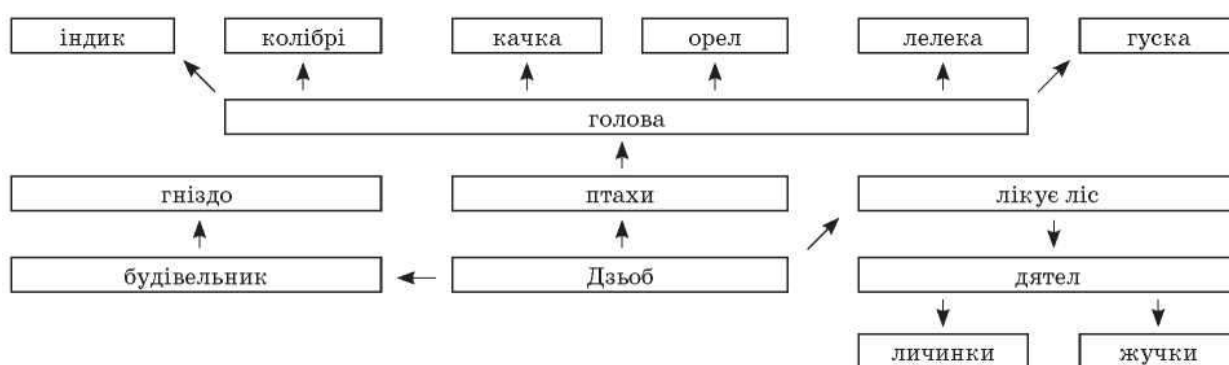 індик колібрі качка орел лелека гуска
голова
гніздо птахи лікує ліс
будівельник Дзьоб дятел
личинки жучки